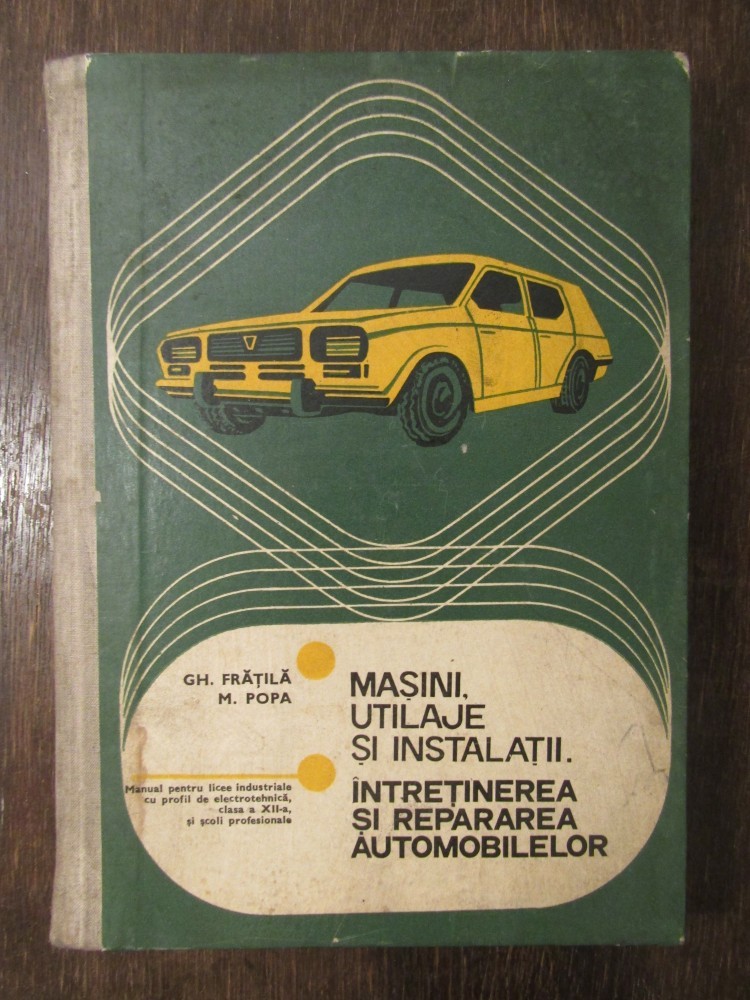 GH. FRĂȚILĂ
M. POPA
MAȘINI,
UTILAJE
ȘI INSTALAȚII.
ÎNTREȚINEREA
ȘI REPARAREA
AUTOMOBILELOR
Manual pentru licee industriale
cu profil de electrotehnică,
clasa a XII-a,
și școli profesionale